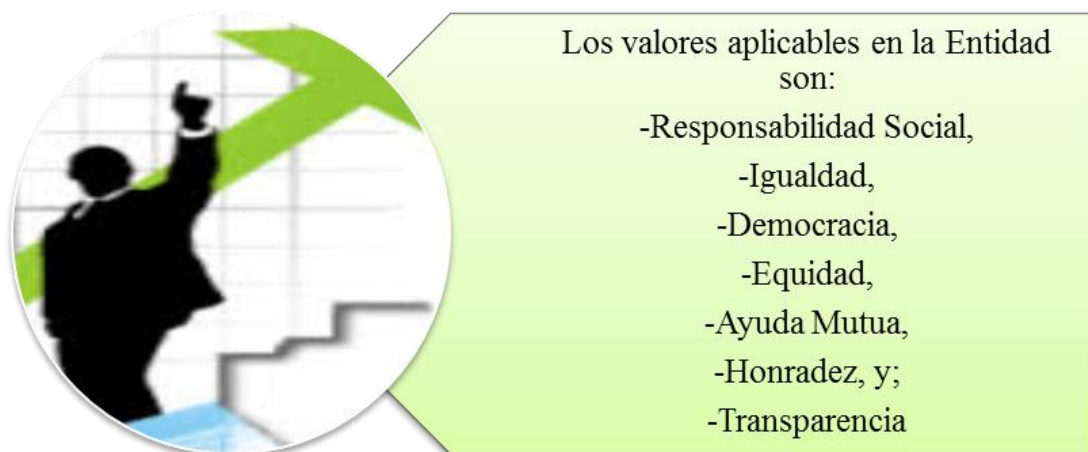 Los valores aplicables en la Entidad
son:
-Responsabilidad Social,
-Igualdad,
-Democracia,
-Equidad,
-Ayuda Mutua,
-Honradez, y;
-Transparencia